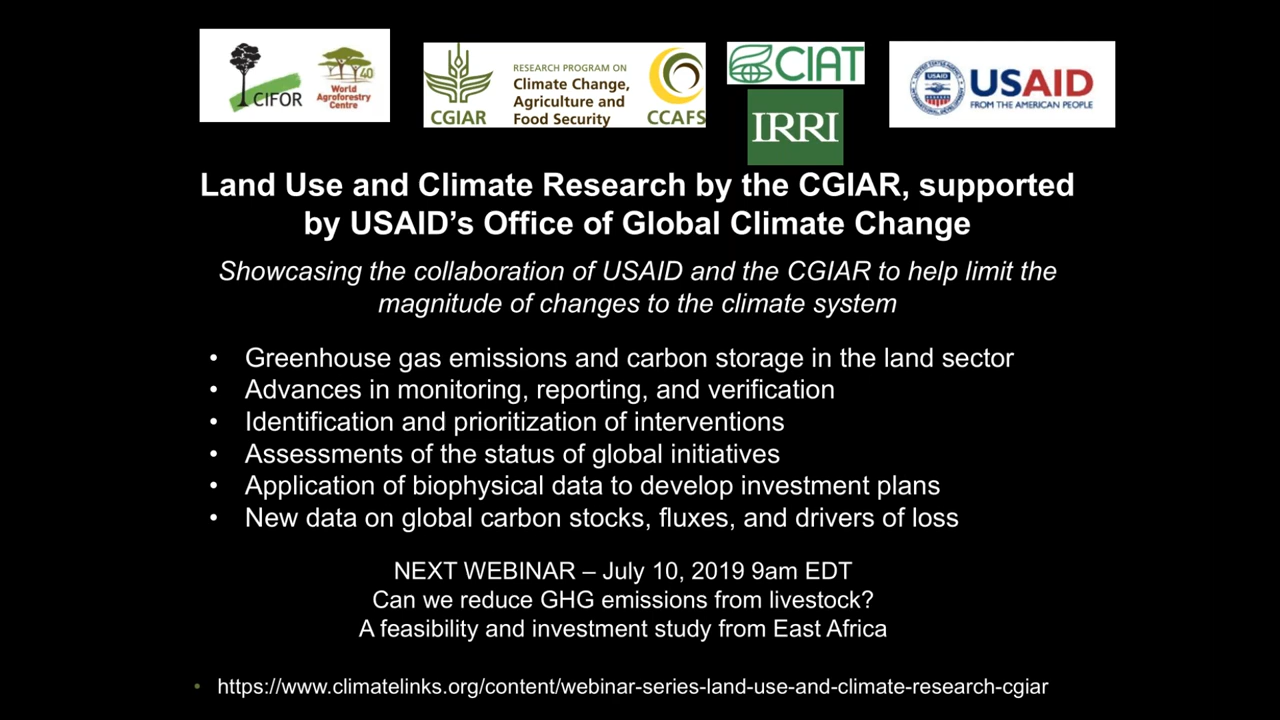 CIFOR
World
Agroforestry
Centre
40
CGIAR
RESEARCH PROGRAM ON
Climate Change,
Agriculture and
Food Security
CCAFS
CIAT
IRRI
USAID
USAID
FROM THE AMERICAN PEOPLE
Land Use and Climate Research by the CGIAR, supported
by USAID's Office of Global Climate Change
Showcasing the collaboration of USAID and the CGIAR to help limit the
magnitude of changes to the climate system
• Greenhouse gas emissions and carbon storage in the land sector
• Advances in monitoring, reporting, and verification
• Identification and prioritization of interventions
• Assessments of the status of global initiatives
• Application of biophysical data to develop investment plans
• New data on global carbon stocks, fluxes, and drivers of loss
NEXT WEBINAR – July 10, 2019 9am EDT
Can we reduce GHG emissions from livestock?
A feasibility and investment study from East Africa
• https://www.climatelinks.org/content/webinar-series-land-use-and-climate-research-cgiar